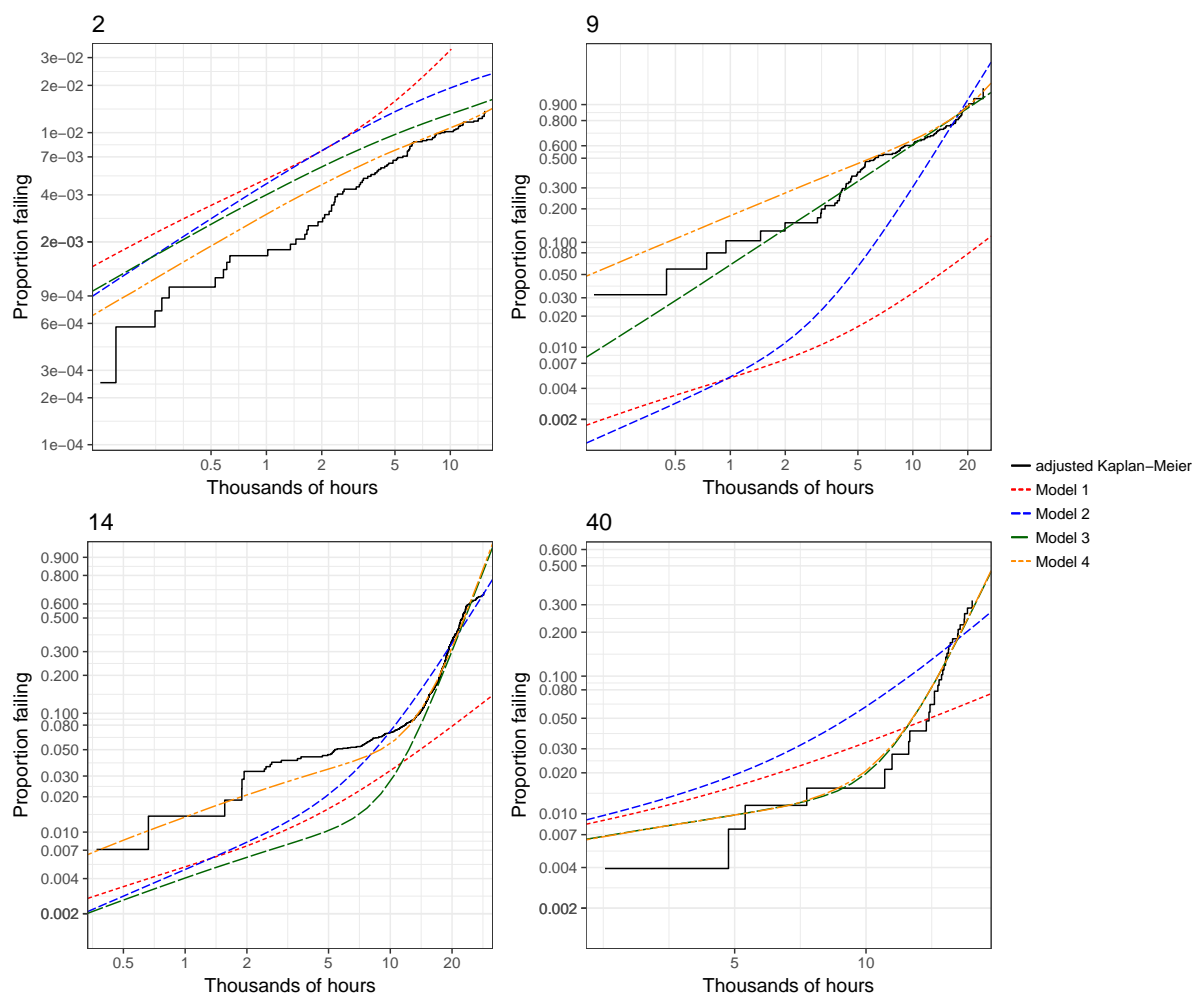 2
3e−02
2e−02
1e−02
7e−03
4e−03
2e−03
9e−04
6e−04
3e−04
2e−04
1e−04
Proportion failing
0.5 1 2 5 10
Thousands of hours
9
0.900
0.800
0.600
0.500
0.300
0.200
0.100
0.080
0.050
0.030
0.020
0.010
0.007
0.004
0.002
Proportion failing
0.5 1 2 5 10 20
Thousands of hours
adjusted Kaplan−Meier
Model 1
Model 2
Model 3
Model 4
14
0.900
0.800
0.600
0.500
0.300
0.200
0.100
0.080
0.050
0.030
0.020
0.010
0.007
0.004
0.002
Proportion failing
0.5 1 2 5 10 20
Thousands of hours
40
0.600
0.500
0.300
0.200
0.100
0.080
0.050
0.030
0.020
0.010
0.007
0.004
0.002
Proportion failing
5 10
Thousands of hours